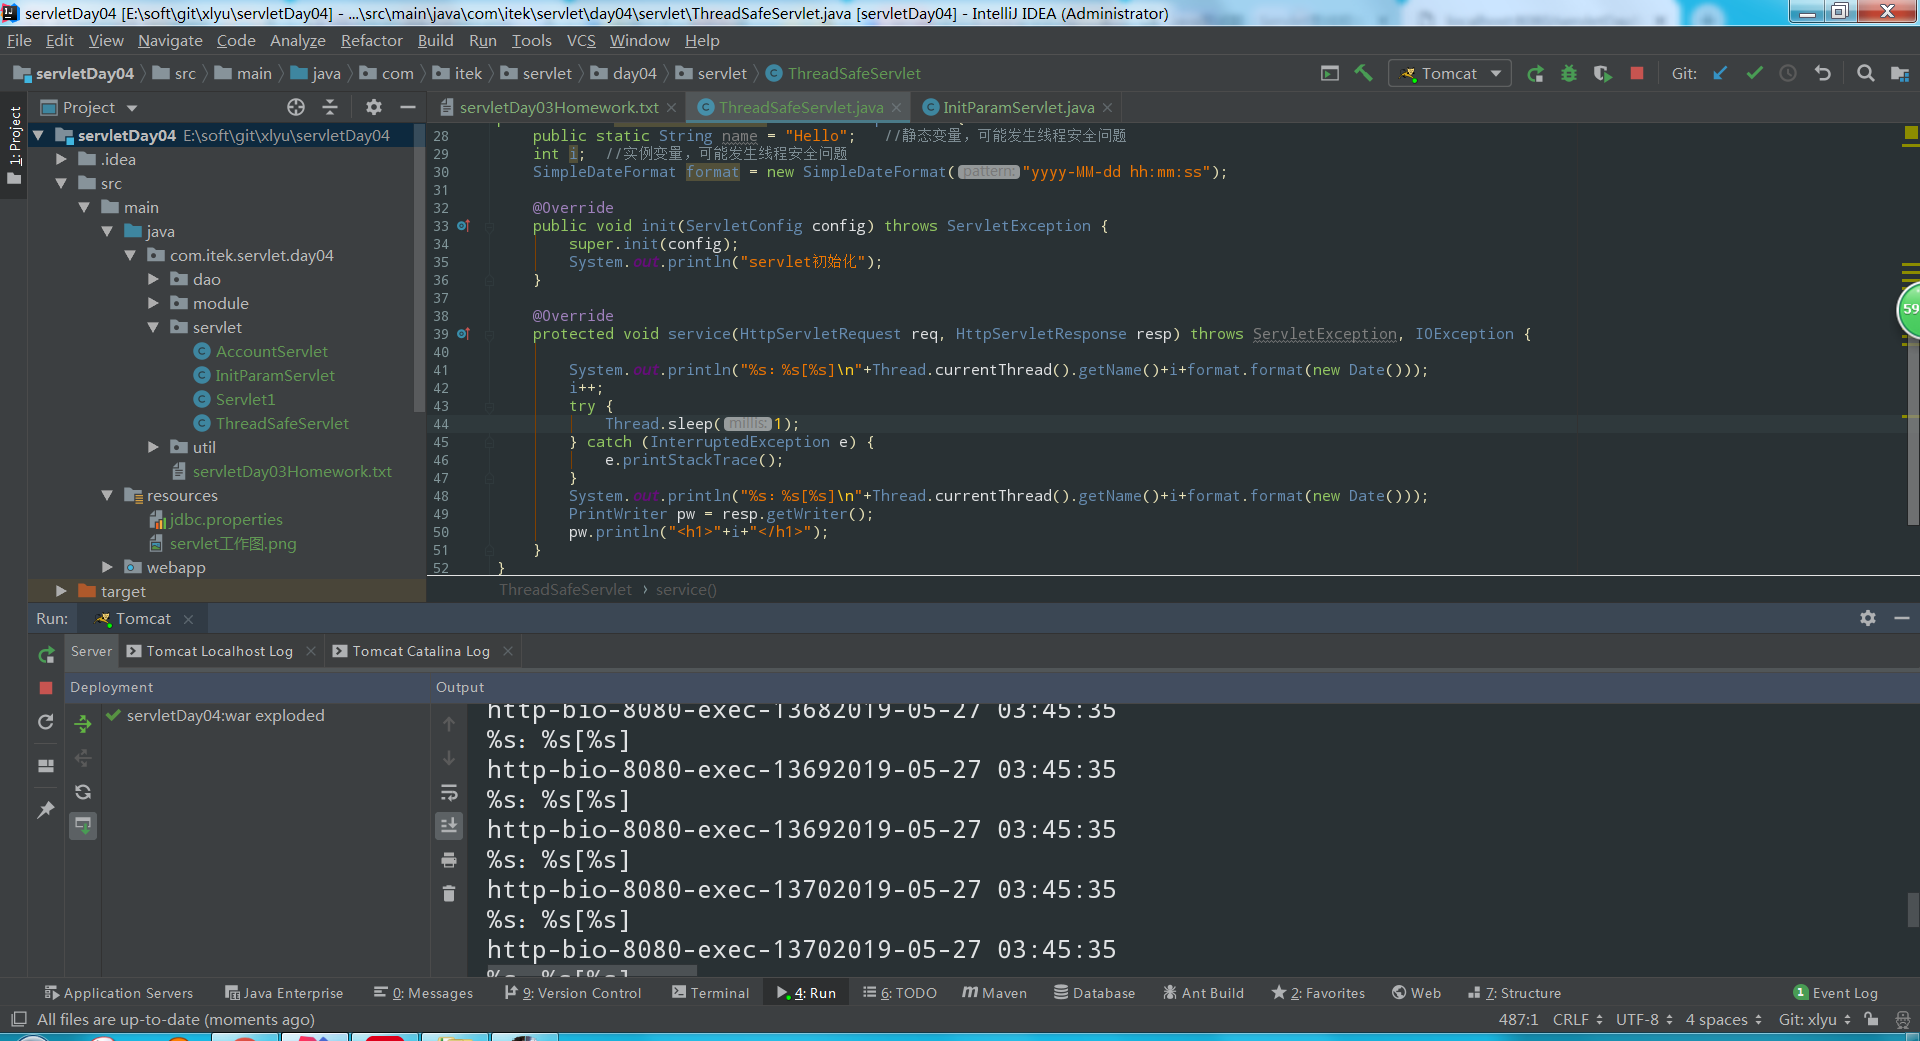 servletDay04 [E:\soft\git\xlyu\servletDay04] - ...\src\main\java\com\itek\servlet\day04\servlet\ThreadSafeServlet.java [servletDay04] - IntelliJ IDEA (Administrator)
File Edit View Navigate Code Analyze Refactor Build Run Tools VCS Window Help
servletDay04 src main java com itek servlet day04 servlet ThreadSafeServlet Tomcat Git:
Project servletDay03Homework.txt ThreadSafeServlet.java InitParamServlet.java
1: Project
servletDay04 E:\soft\git\xlyu\servletDay04
.idea
src
main
java
com.itek.servlet.day04
dao
module
servlet
AccountServlet
InitParamServlet
Servlet1
ThreadSafeServlet
util
servletDay03Homework.txt
resources
jdbc.properties
servlet工作图.png
webapp
target
28 public static String name = "Hello"; //静态变量，可能发生线程安全问题
29 int i; //实例变量，可能发生线程安全问题
30 SimpleDateFormat format = new SimpleDateFormat( pattern: "yyyy-MM-dd hh:mm:ss");
31
32 @Override
33 public void init(ServletConfig config) throws ServletException {
34 super.init(config);
35 System.out.println("servlet初始化");
36 }
37
38 @Override
39 protected void service(HttpServletRequest req, HttpServletResponse resp) throws ServletException, IOException {
40
41 System.out.println("%s：%s[%s]\n"+Thread.currentThread().getName()+i+format.format(new Date()));
42 i++;
43 try {
44 Thread.sleep( millis: 1);
45 } catch (InterruptedException e) {
46 e.printStackTrace();
47 }
48 System.out.println("%s：%s[%s]\n"+Thread.currentThread().getName()+i+format.format(new Date()));
49 PrintWriter pw = resp.getWriter();
50 pw.println("<h1>"+i+"</h1>");
51 }
52 }
59
ThreadSafeServlet › service()
Run: Tomcat
Server Tomcat Localhost Log Tomcat Catalina Log
Deployment Output
servletDay04:war exploded
http-bio-8080-exec-13682019-05-27 03:45:35
%s：%s[%s]
http-bio-8080-exec-13692019-05-27 03:45:35
%s：%s[%s]
http-bio-8080-exec-13692019-05-27 03:45:35
%s：%s[%s]
http-bio-8080-exec-13702019-05-27 03:45:35
%s：%s[%s]
http-bio-8080-exec-13702019-05-27 03:45:35
%s：%s[%s]
Application Servers Java Enterprise 0: Messages 9: Version Control Terminal 4: Run 6: TODO Maven Database Ant Build 2: Favorites Web 7: Structure 1 Event Log
All files are up-to-date (moments ago) 487:1 CRLF UTF-8 4 spaces Git: xlyu